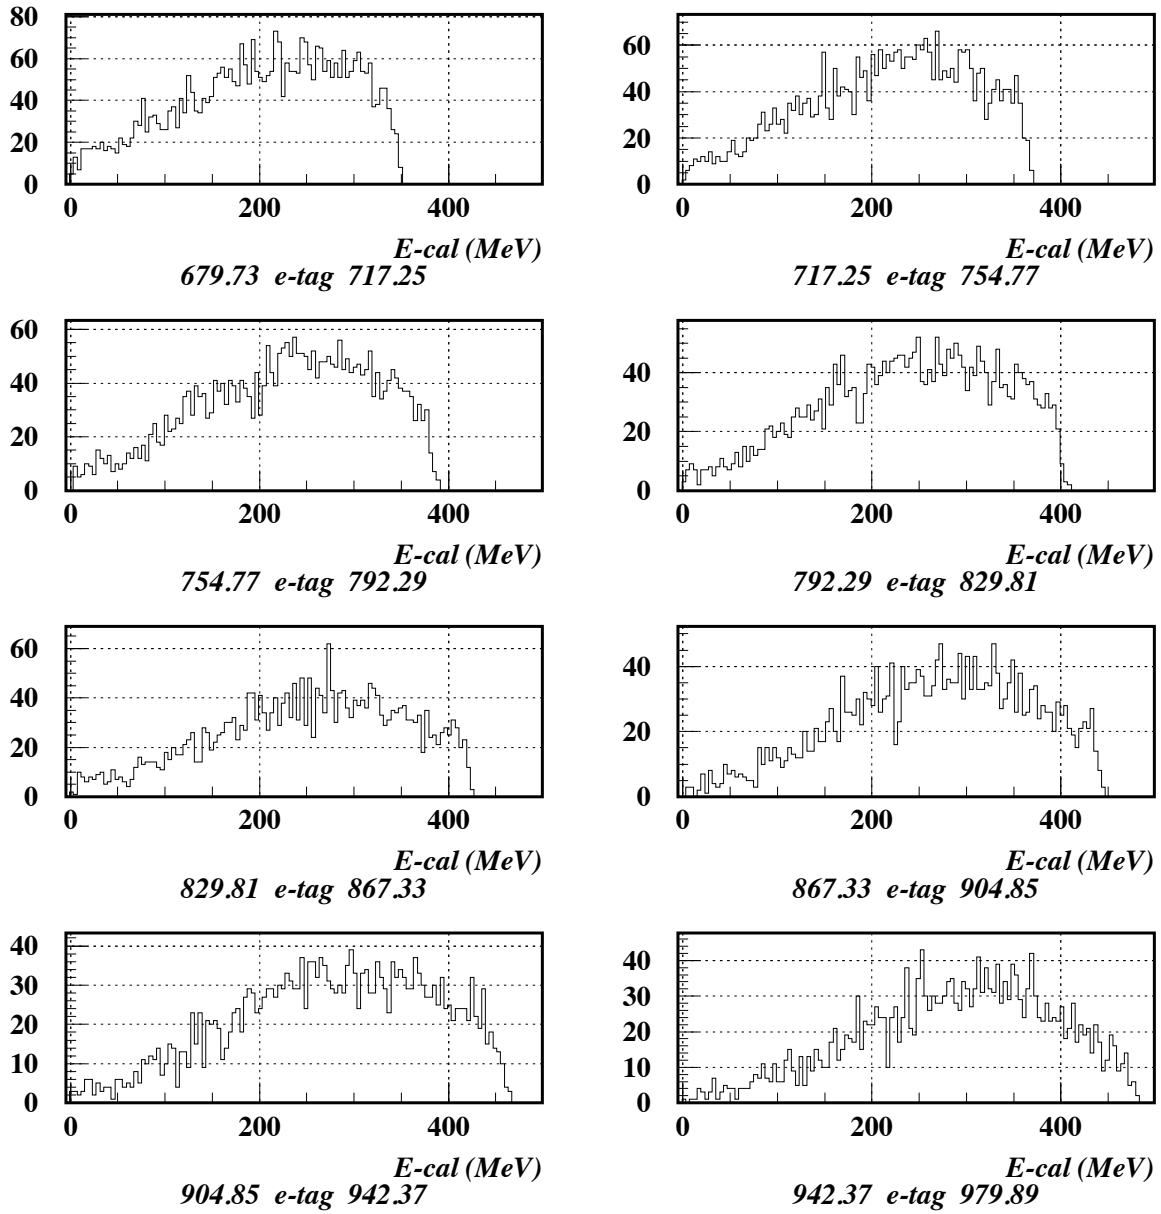 80
60
40
20
0
0 200 400
E-cal (MeV)
679.73 e-tag 717.25
60
40
20
0
0 200 400
E-cal (MeV)
717.25 e-tag 754.77
60
40
20
0
0 200 400
E-cal (MeV)
754.77 e-tag 792.29
40
20
0
0 200 400
E-cal (MeV)
792.29 e-tag 829.81
60
40
20
0
0 200 400
E-cal (MeV)
829.81 e-tag 867.33
40
20
0
0 200 400
E-cal (MeV)
867.33 e-tag 904.85
40
30
20
10
0
0 200 400
E-cal (MeV)
904.85 e-tag 942.37
40
30
20
10
0
0 200 400
E-cal (MeV)
942.37 e-tag 979.89